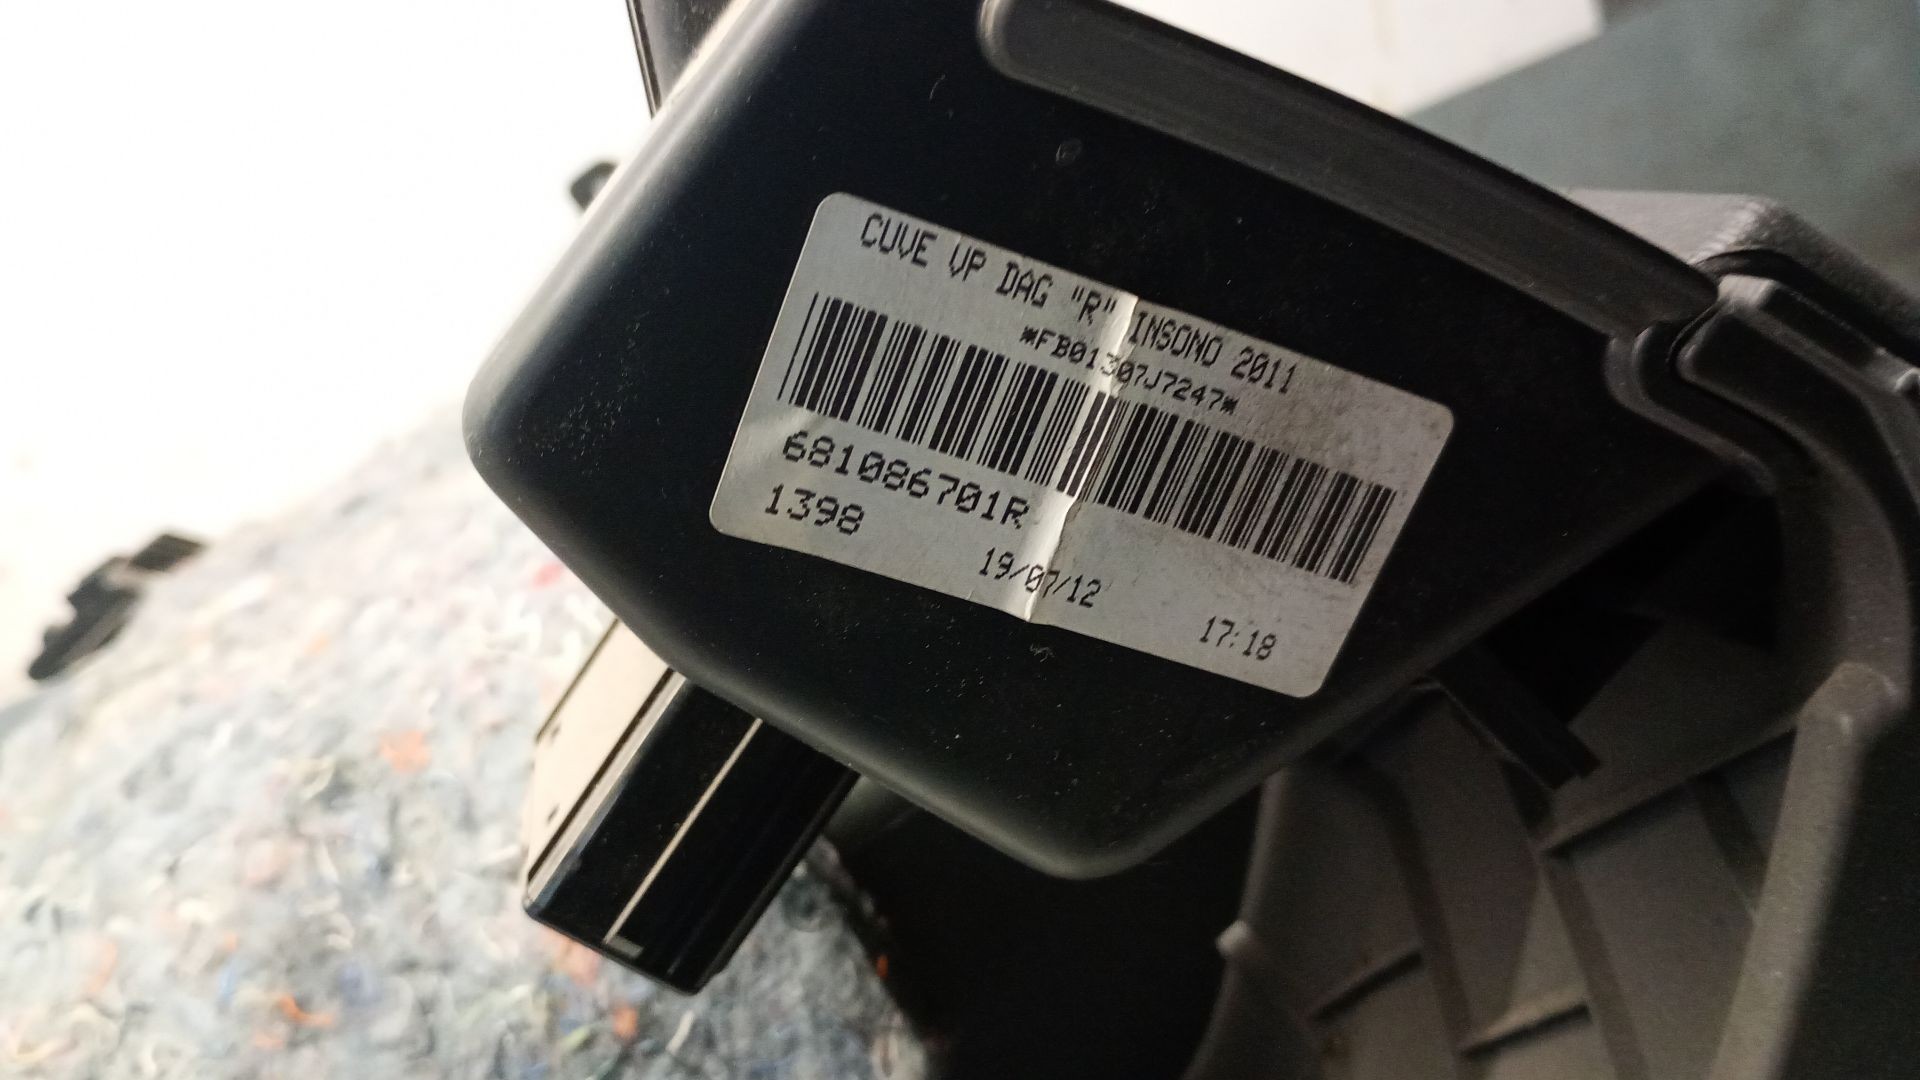 CUVE VP DAG "R" INSONO 2011
*FB01307J7247*
681086701R
1398
19/07/12
17:18